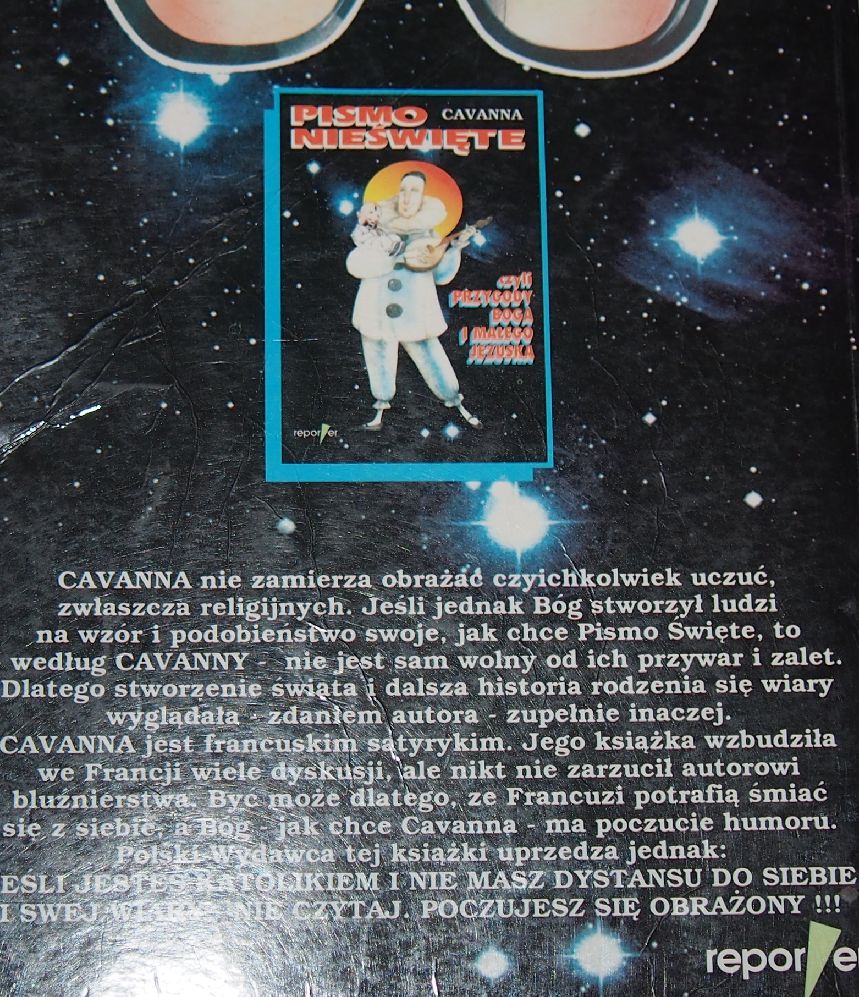 PISMO CAVANNA
NIEŚWIĘTE
czyli
PRZYGODY
BOGA
I MAŁEGO
JEZUSKA
reporter
CAVANNA nie zamierza obrażać czyichkolwiek uczuć,
zwłaszcza religijnych. Jeśli jednak Bóg stworzył ludzi
na wzór i podobieństwo swoje, jak chce Pismo Święte, to
według CAVANNY - nie jest sam wolny od ich przywar i zalet.
Dlatego stworzenie świata i dalsza historia rodzenia się wiary
wyglądała - zdaniem autora - zupełnie inaczej.
CAVANNA jest francuskim satyrykim. Jego książka wzbudziła
we Francji wiele dyskusji, ale nikt nie zarzucił autorowi
bluźnierstwa. Byc może dlatego, ze Francuzi potrafią śmiać
się z siebie, a Bóg - jak chce Cavanna - ma poczucie humoru.
Polski Wydawca tej książki uprzedza jednak:
EŚLI JESTEŚ KATOLIKIEM I NIE MASZ DYSTANSU DO SIEBIE
I SWEJ WIARY - NIE CZYTAJ. POCZUJESZ SIĘ OBRAŻONY !!!
reporter